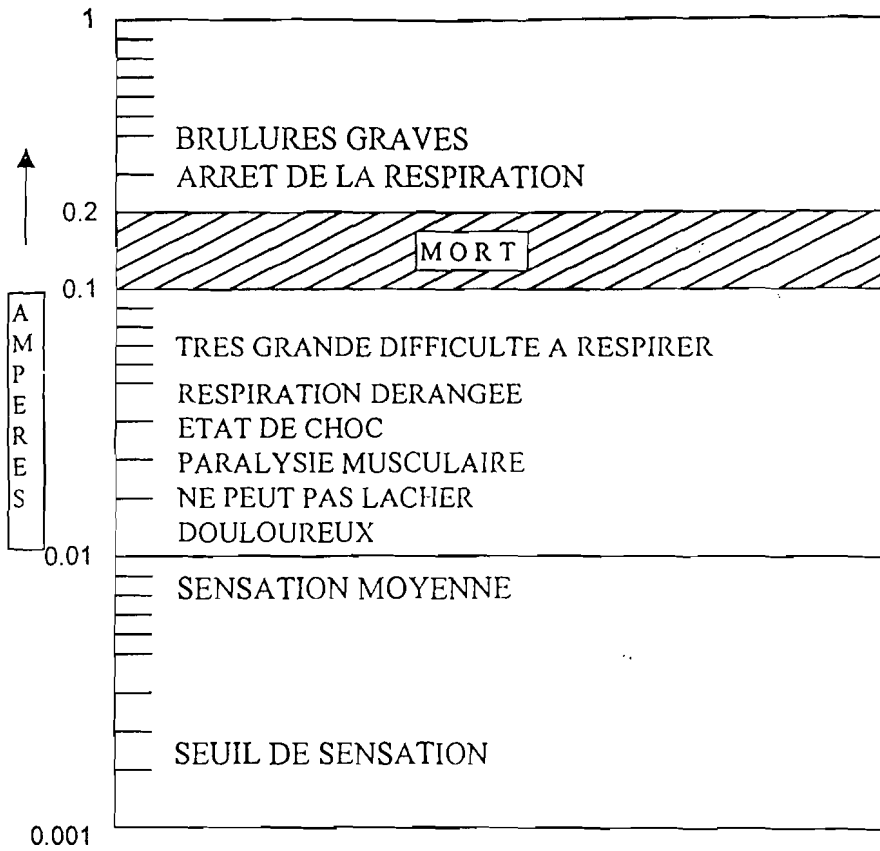 1
BRULURES GRAVES
ARRET DE LA RESPIRATION
0.2
MORT
0.1
AMPERES
TRES GRANDE DIFFICULTE A RESPIRER
RESPIRATION DERANGEE
ETAT DE CHOC
PARALYSIE MUSCULAIRE
NE PEUT PAS LACHER
DOULOUREUX
0.01
SENSATION MOYENNE
SEUIL DE SENSATION
0.001